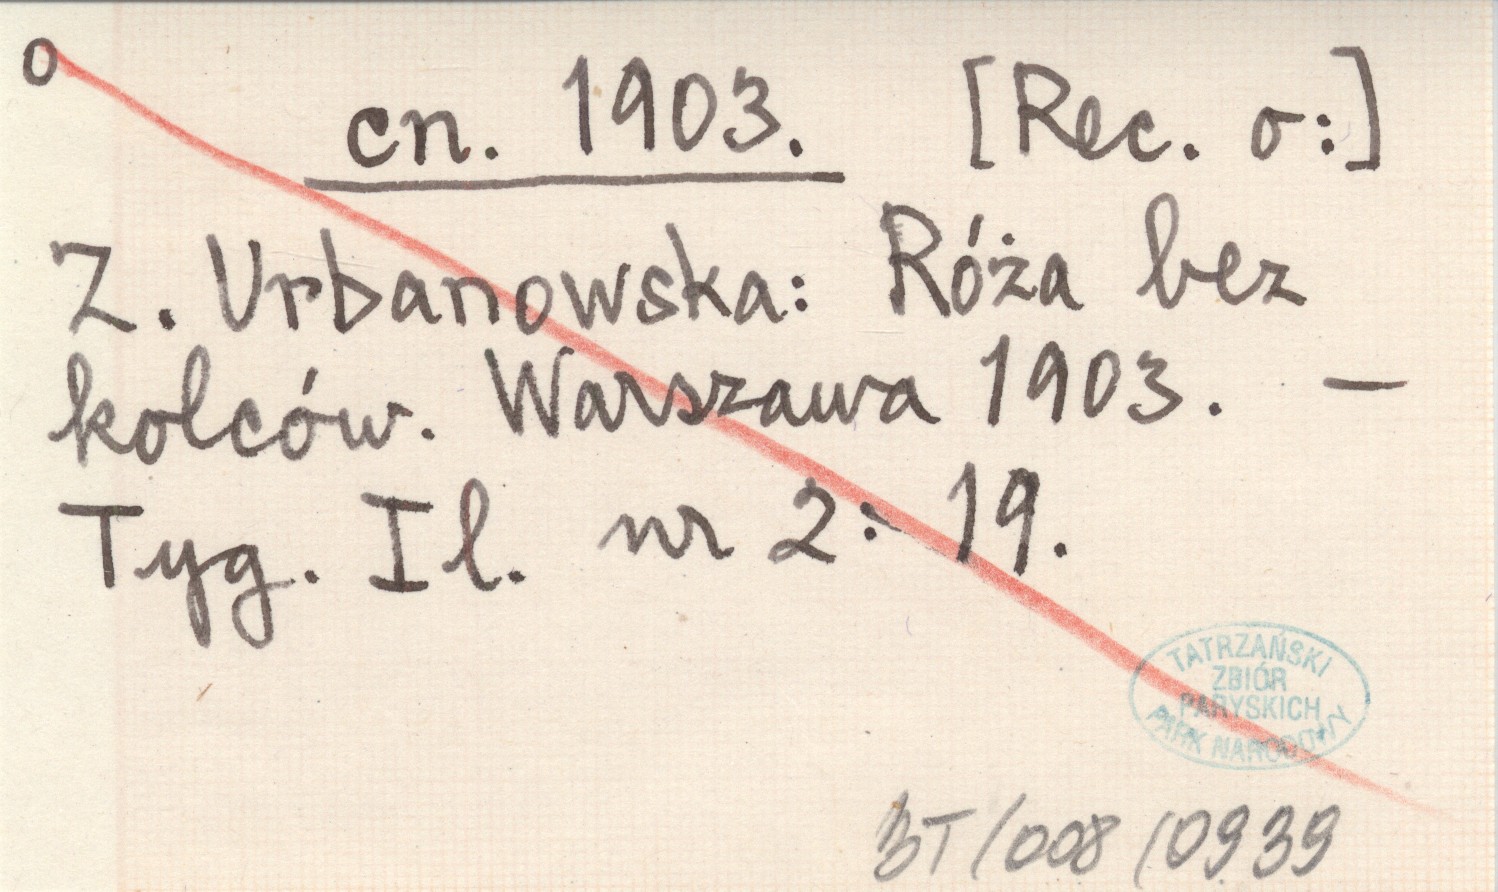 o
cn. 1903. [Rec. o:]
Z. Urbanowska: Róża bez
kolców. Warszawa 1903. —
Tyg. Il. nr 2: 19.
TATRZAŃSKI
ZBIÓR
PARYSKICH
PARK NARODOWY
BT/008/0939